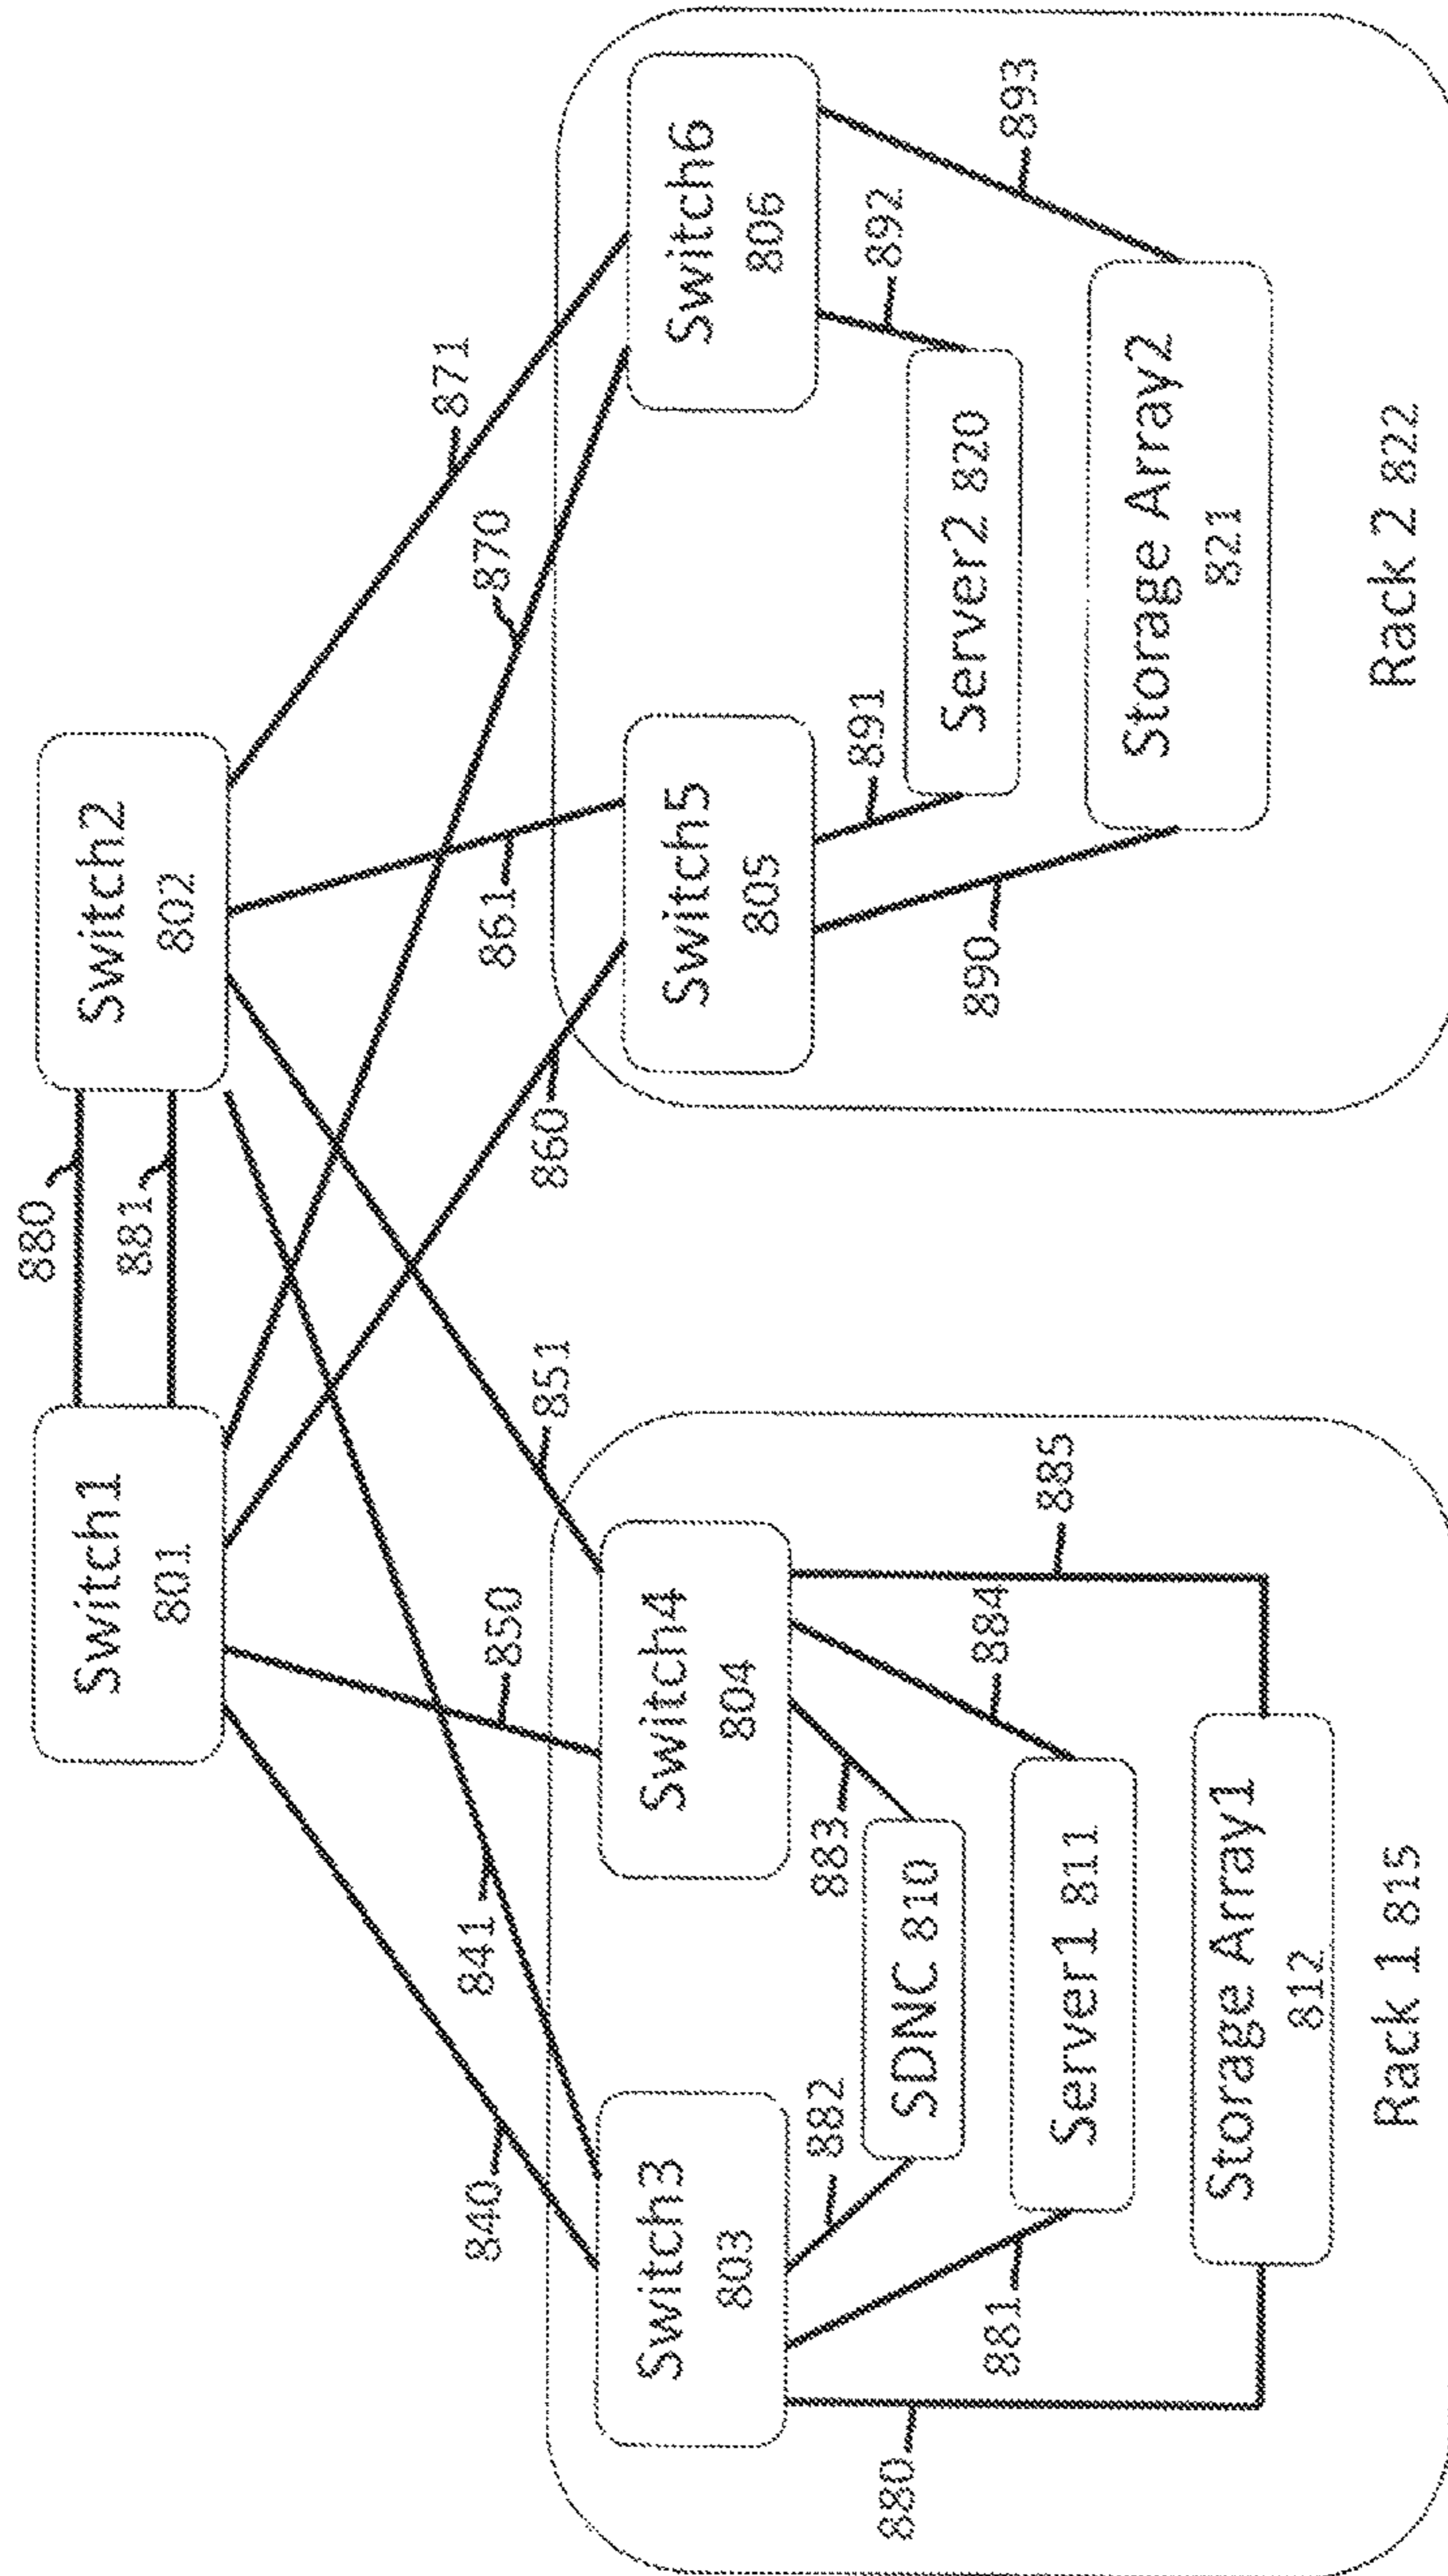 880
881
Switch1
801
Switch2
802
840
841
850
851
860
861
870
871
Switch3
803
Switch4
804
882
883
SDNC 810
881
884
Server1 811
880
885
Storage Array1
812
Rack 1 815
Switch5
805
Switch6
806
891
892
Server2 820
890
893
Storage Array2
821
Rack 2 822